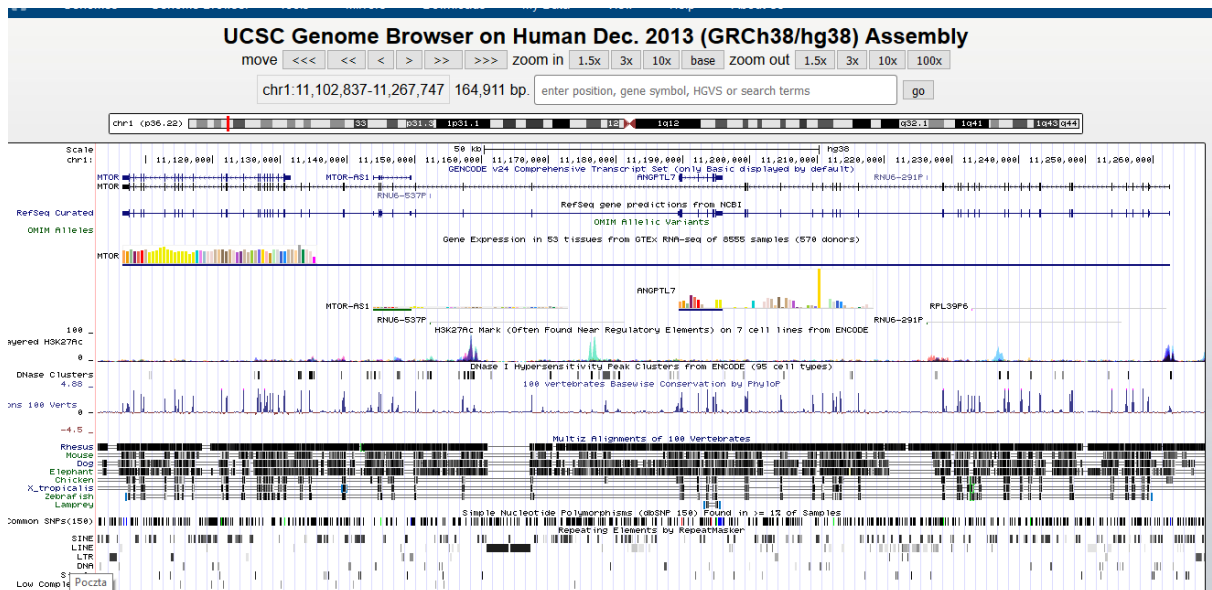 UCSC Genome Browser on Human Dec. 2013 (GRCh38/hg38) Assembly
move <<< << < > >> >>> zoom in 1.5x 3x 10x base zoom out 1.5x 3x 10x 100x
chr1:11,102,837-11,267,747 164,911 bp. enter position, gene symbol, HGVS or search terms go
chr1 (p36.22) 33 p31.3 1p31.1 12 1q12 q32.1 1q41 1q43 q44
Scale 50 kb hg38
chr1: 11,120,000 11,130,000 11,140,000 11,150,000 11,160,000 11,170,000 11,180,000 11,190,000 11,200,000 11,210,000 11,220,000 11,230,000 11,240,000 11,250,000 11,260,000
GENCODE v24 Comprehensive Transcript Set (only Basic displayed by default)
MTOR MTOR-AS1 ANGPTL7 RNU6-291P
MTOR
RNU6-537P
RefSeq gene predictions from NCBI
RefSeq Curated
OMIM Allelic Variants
OMIM Alleles
Gene Expression in 53 tissues from GTEx RNA-seq of 8555 samples (570 donors)
MTOR
ANGPTL7
MTOR-AS1 RPL39P6
RNU6-537P RNU6-291P
H3K27Ac Mark (Often Found Near Regulatory Elements) on 7 cell lines from ENCODE
100 _
ayered H3K27Ac
0 _
DNase I Hypersensitivity Peak Clusters from ENCODE (95 cell types)
DNase Clusters
100 vertebrates Basewise Conservation by PhyloP
4.88 _
ons 100 Verts
0 -
-4.5 _
Multiz Alignments of 100 Vertebrates
Rhesus
Mouse
Dog
Elephant
Chicken
X_tropicalis
Zebrafish
Lamprey
Simple Nucleotide Polymorphisms (dbSNP 150) Found in >= 1% of Samples
Common SNPs(150)
Repeating Elements by RepeatMasker
SINE
LINE
LTR
DNA
Low Comple
Poczta